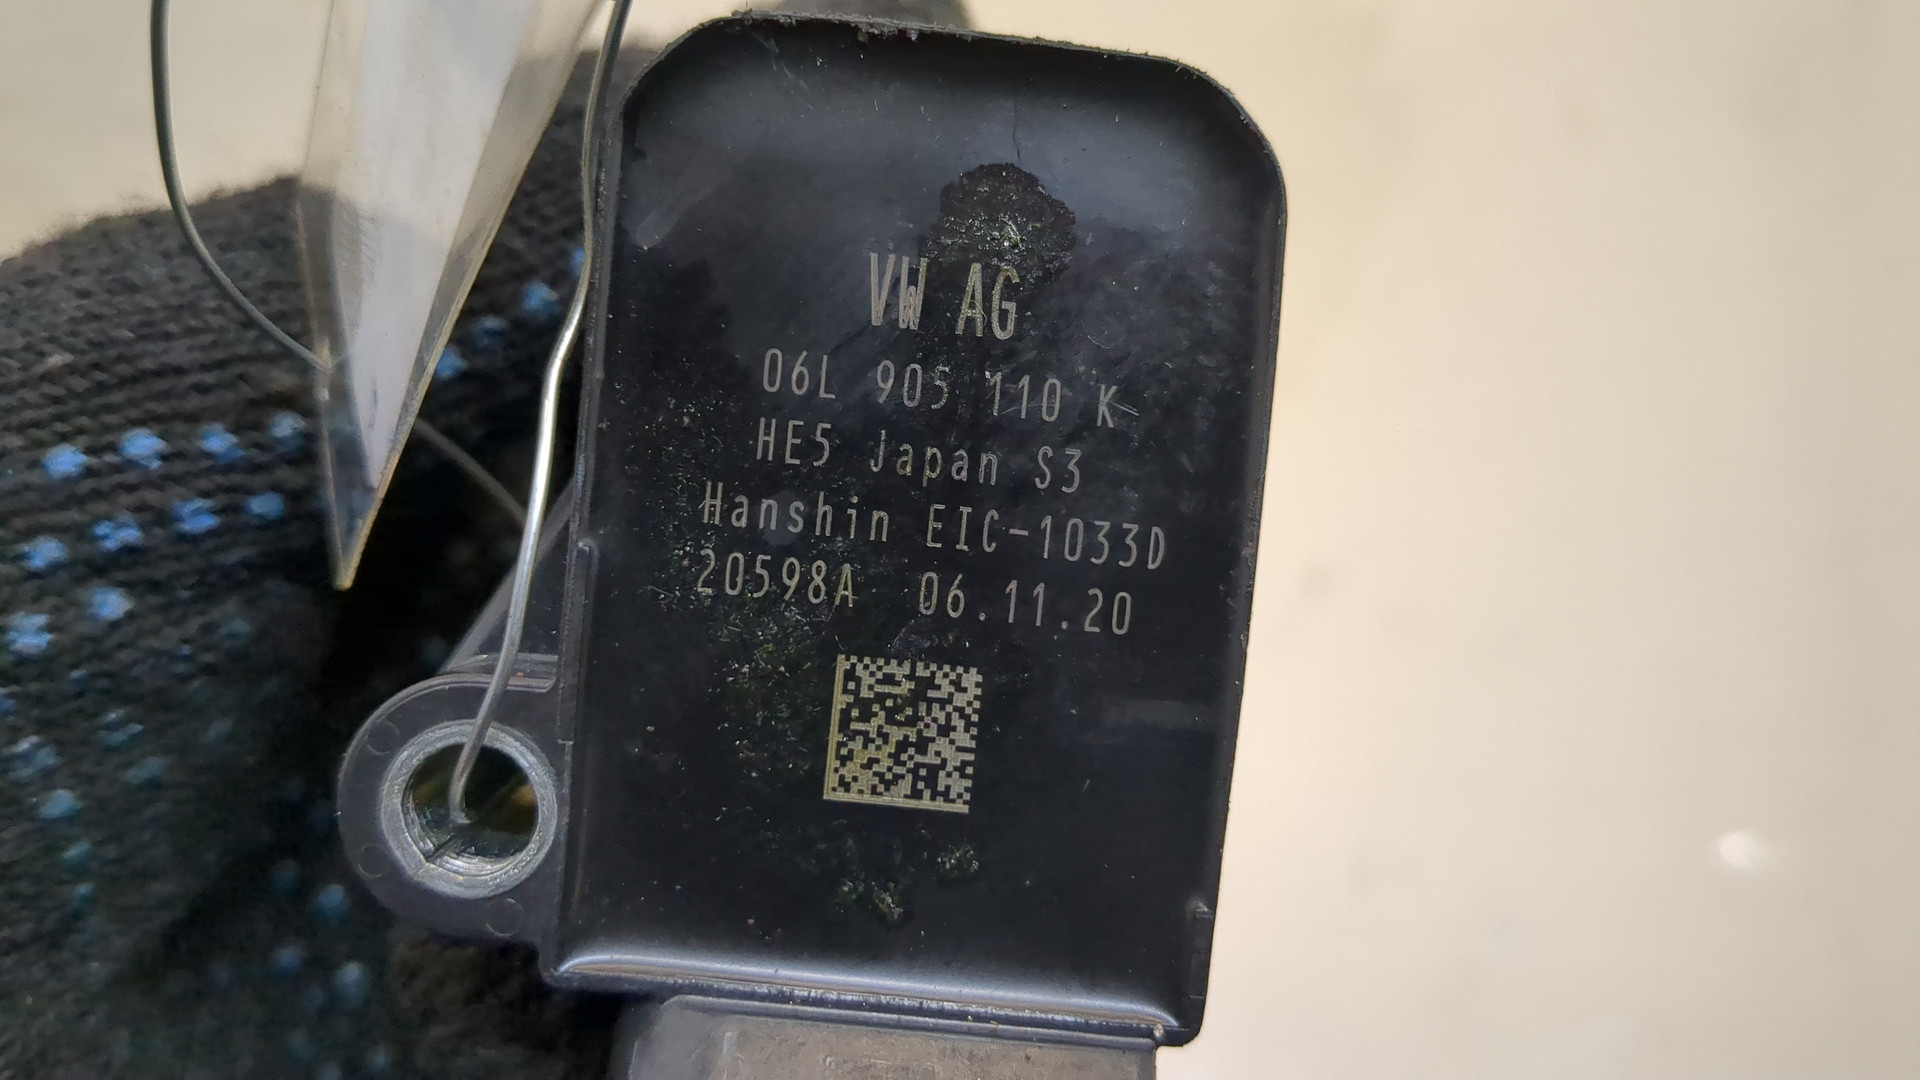 VW AG
06L 905 110 K
HE5 Japan S3
Hanshin EIC-1033D
20598A 06.11.20